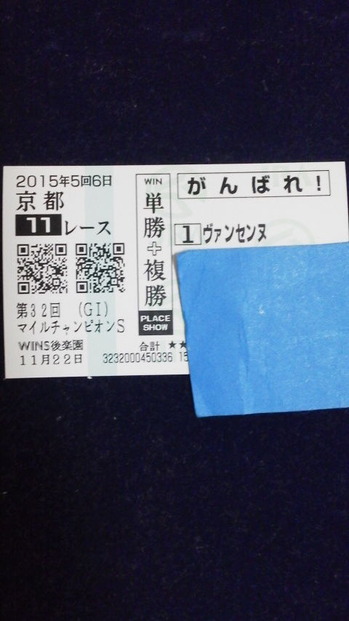 2015年5回6日
京都
11レース
第32回 (GI)
マイルチャンピオンS
WINS後楽園
11月22日
WIN
単勝+複勝
PLACE
SHOW
がんばれ!
1 ヴァンセンヌ
合計 ★★
3232000450336